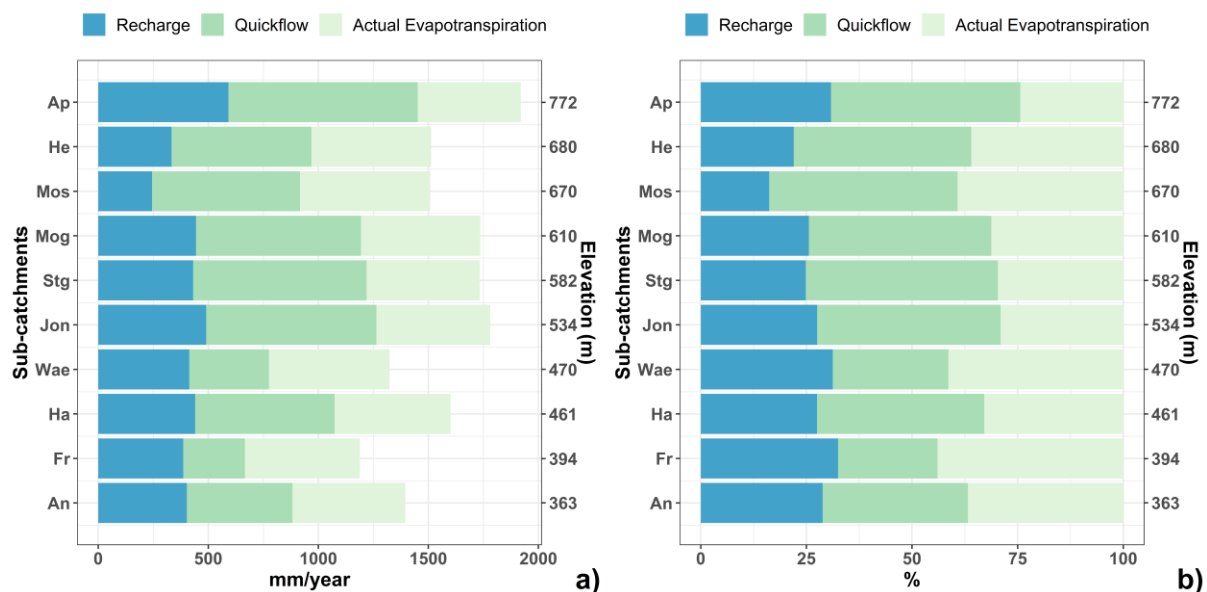 Recharge Quickflow Actual Evapotranspiration
Sub-catchments
Ap 772
He 680
Mos 670
Mog 610
Stg 582
Jon 534
Wae 470
Ha 461
Fr 394
An 363
Elevation (m)
0 500 1000 1500 2000
mm/year
a)
Recharge Quickflow Actual Evapotranspiration
Sub-catchments
Ap 772
He 680
Mos 670
Mog 610
Stg 582
Jon 534
Wae 470
Ha 461
Fr 394
An 363
Elevation (m)
0 25 50 75 100
%
b)